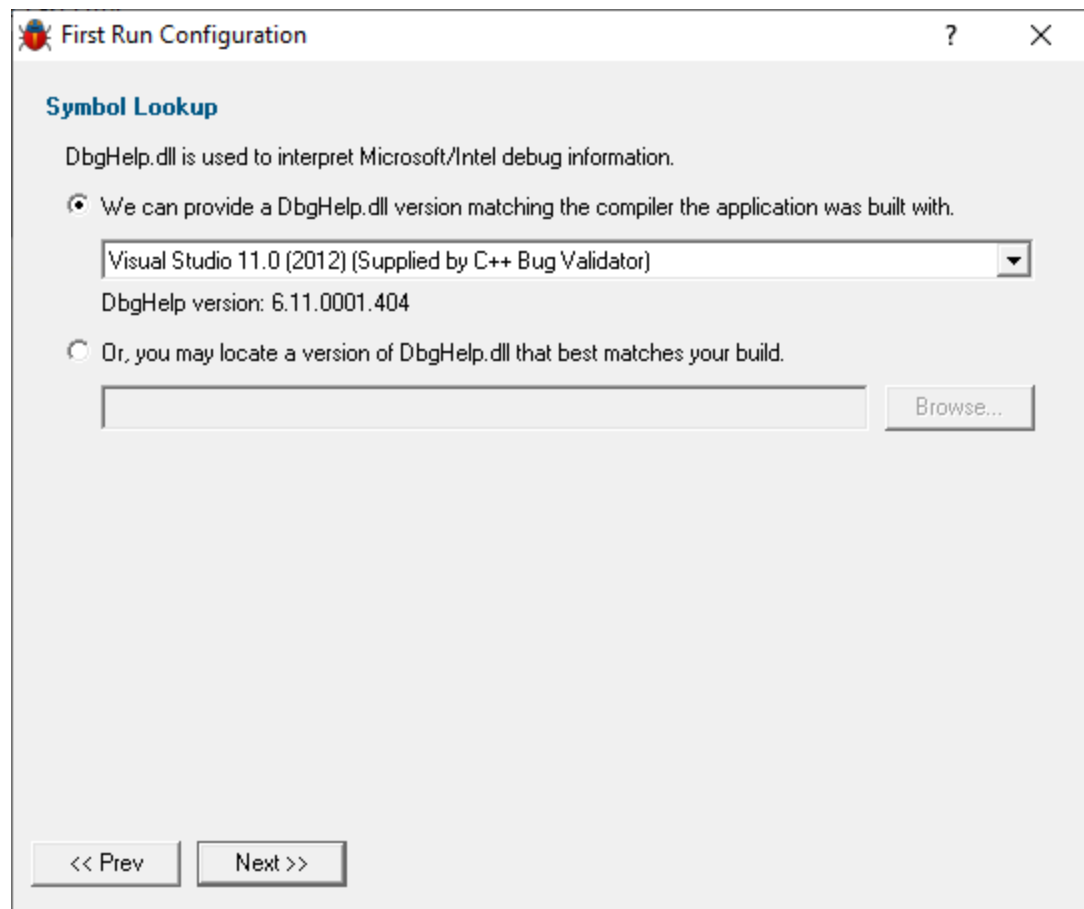 First Run Configuration
?
Symbol Lookup
DbgHelp.dll is used to interpret Microsoft/Intel debug information.
We can provide a DbgHelp.dll version matching the compiler the application was built with.
Visual Studio 11.0 (2012) (Supplied by C++ Bug Validator)
DbgHelp version: 6.11.0001.404
Or, you may locate a version of DbgHelp.dll that best matches your build.
Browse...
<< Prev
Next >>